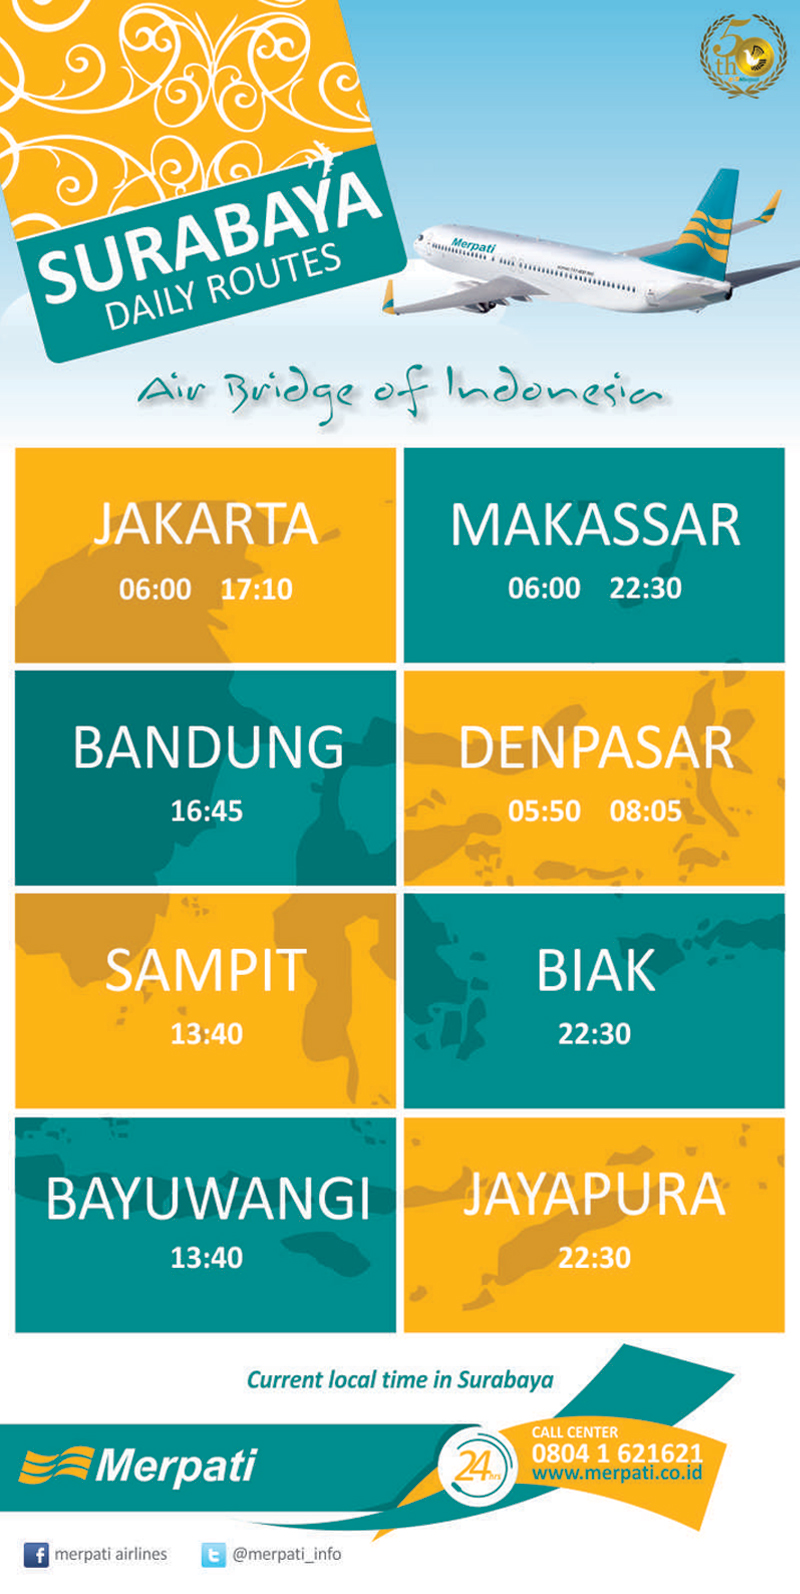 50
th
SURABAYA
DAILY ROUTES
Merpati
Air Bridge of Indonesia
JAKARTA
06:00 17:10
MAKASSAR
06:00 22:30
BANDUNG
16:45
DENPASAR
05:50 08:05
SAMPIT
13:40
BIAK
22:30
BAYUWANGI
13:40
JAYAPURA
22:30
Current local time in Surabaya
Merpati
24hrs
CALL CENTER
0804 1 621621
www.merpati.co.id
merpati airlines
@merpati_info